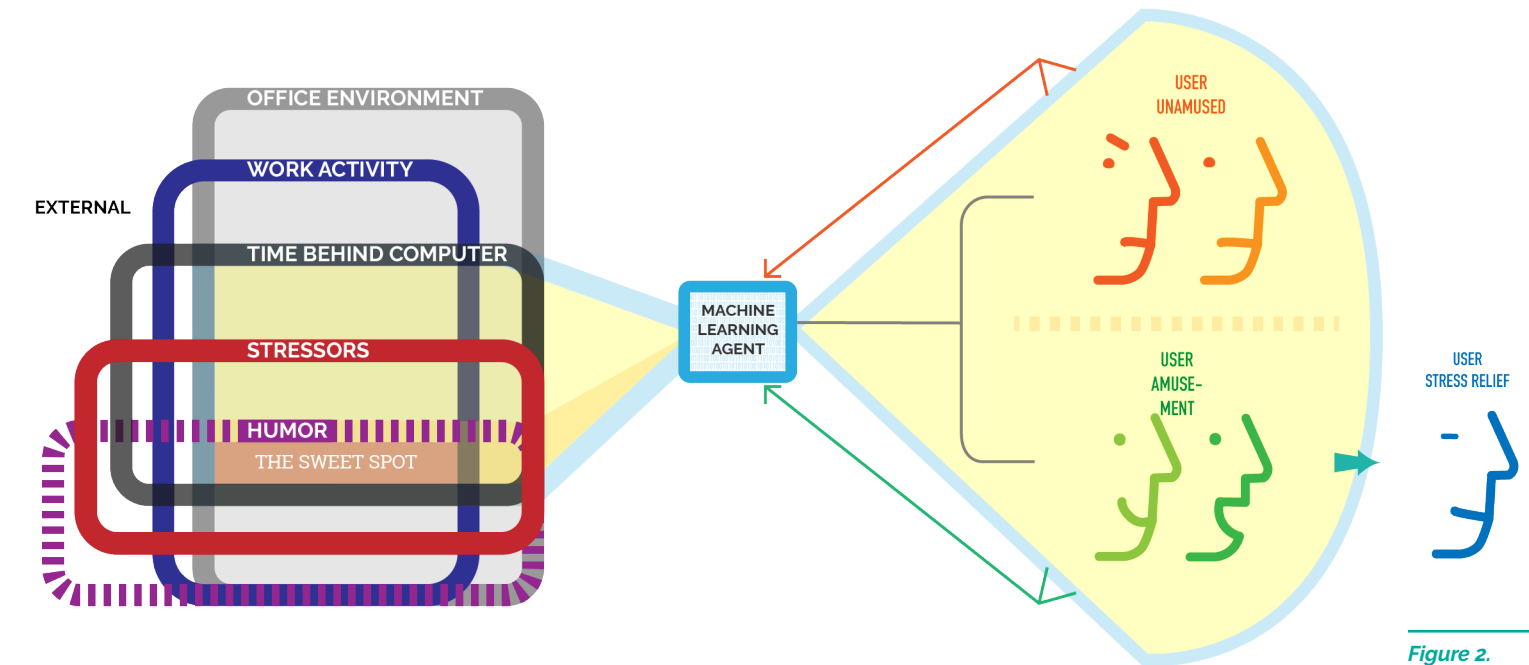 OFFICE ENVIRONMENT
WORK ACTIVITY
EXTERNAL
TIME BEHIND COMPUTER
STRESSORS
HUMOR
THE SWEET SPOT
MACHINE
LEARNING
AGENT
USER
UNAMUSED
USER
AMUSE-
MENT
USER
STRESS RELIEF
Figure 2.